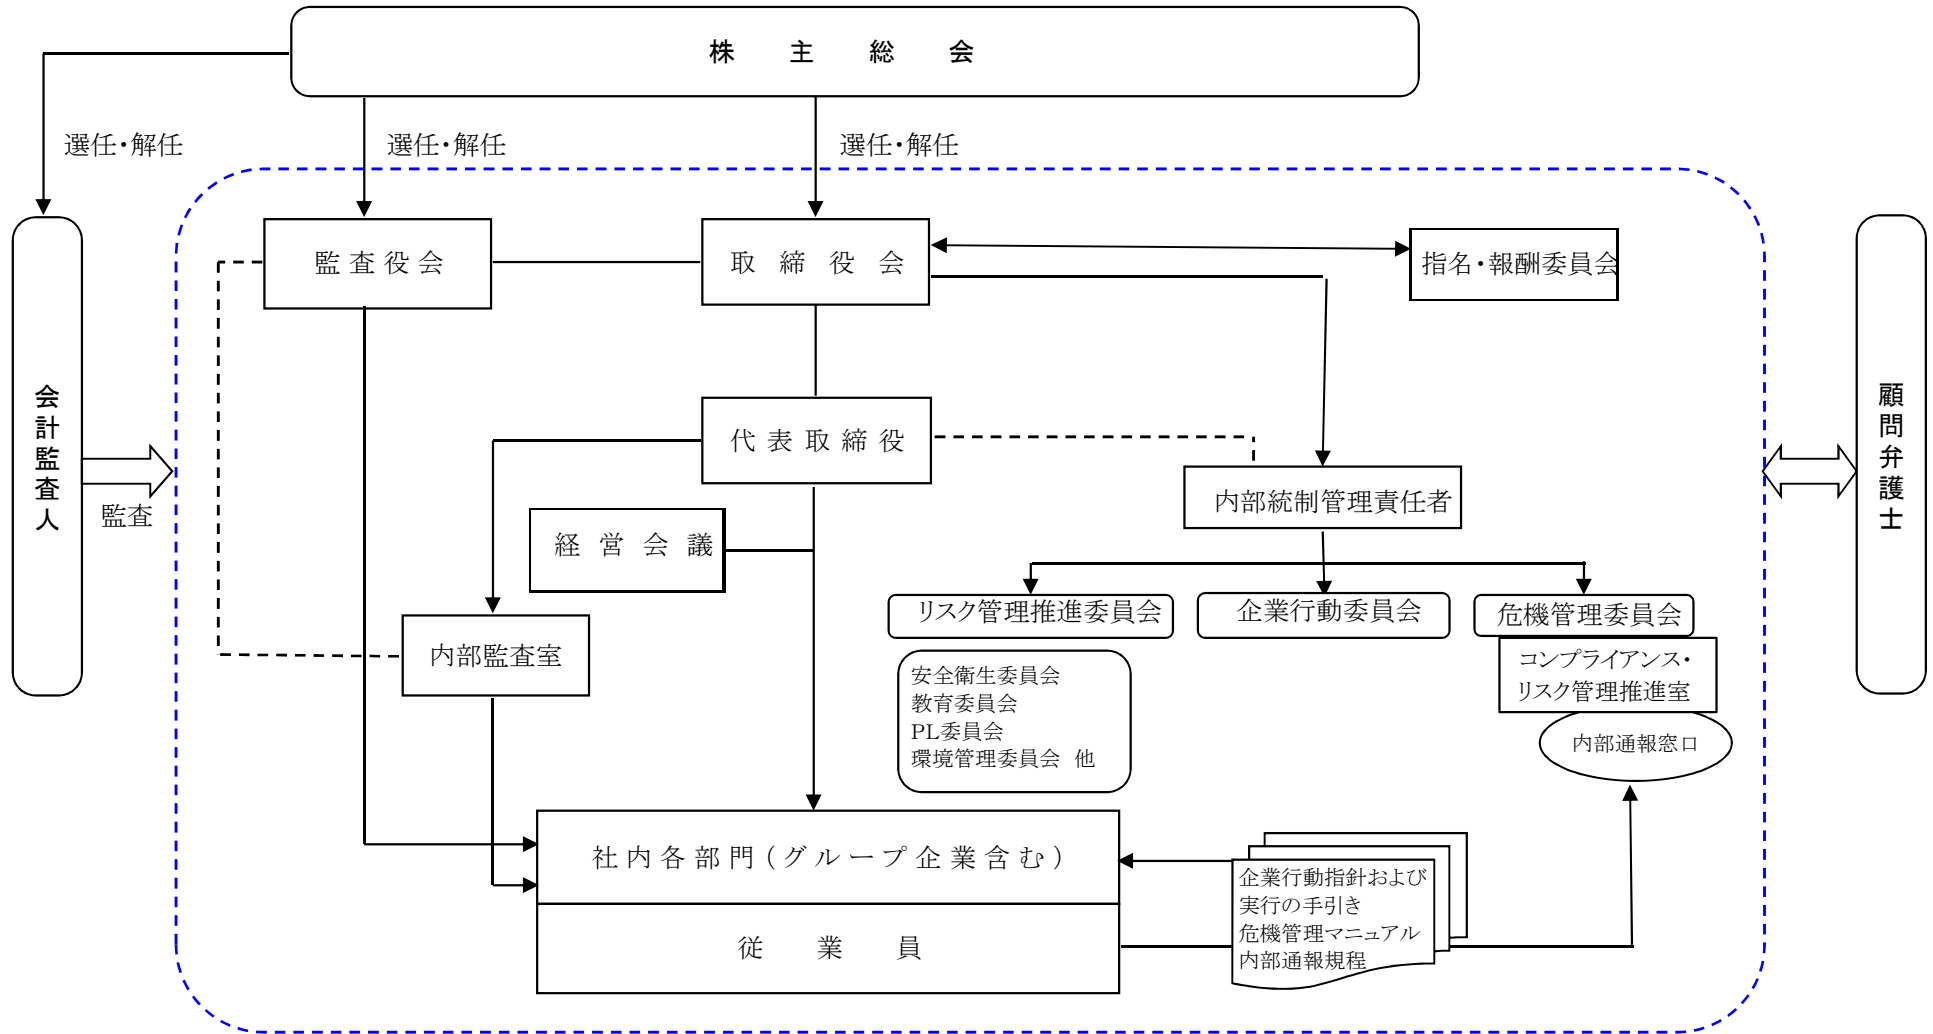 株主総会
選任・解任
選任・解任
選任・解任
監査役会
取締役会
指名・報酬委員会
会計監査人
監査
顧問弁護士
代表取締役
内部統制管理責任者
経営会議
リスク管理推進委員会
企業行動委員会
危機管理委員会
内部監査室
コンプライアンス・
リスク管理推進室
安全衛生委員会
教育委員会
PL委員会
環境管理委員会 他
内部通報窓口
社内各部門(グループ企業含む)
企業行動指針および
実行の手引き
危機管理マニュアル
内部通報規程
従業員